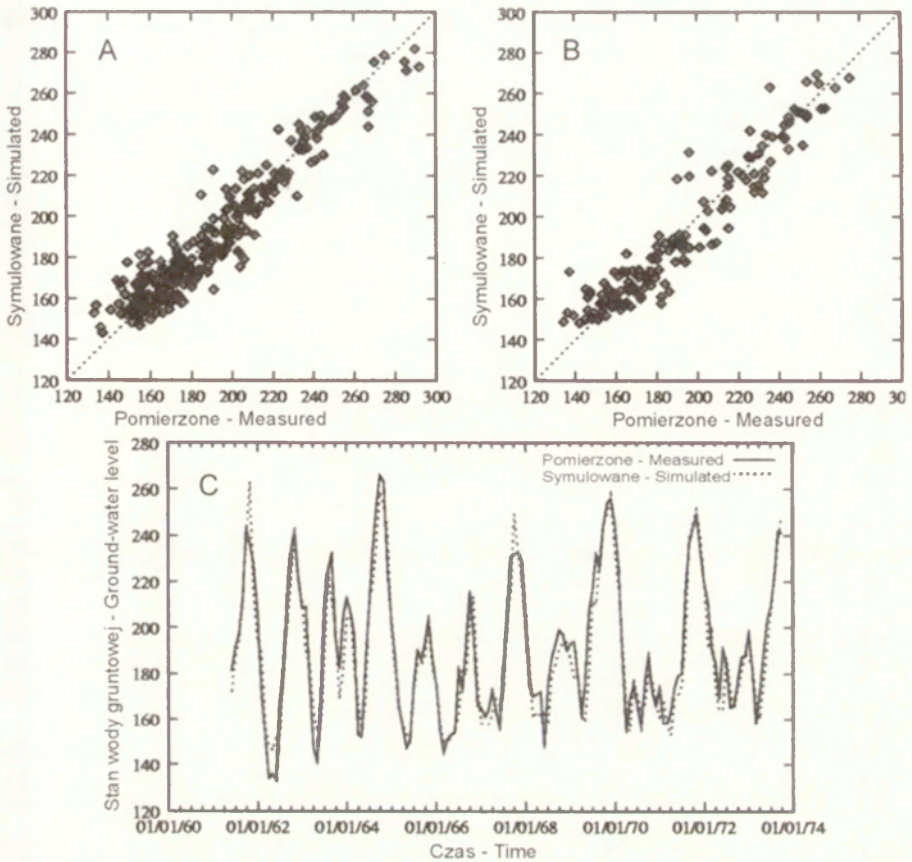 A
B
Symulowane - Simulated
300
280
260
240
220
200
180
160
140
120
120 140 160 180 200 220 240 260 280 300
Pomierzone - Measured
Symulowane - Simulated
300
280
260
240
220
200
180
160
140
120
120 140 160 180 200 220 240 260 280 30
Pomierzone - Measured
C
Pomierzone - Measured
Symulowane - Simulated
Stan wody gruntowej - Ground-water level
280
260
240
220
200
180
160
140
120
01/01/60 01/01/62 01/01/64 01/01/66 01/01/68 01/01/70 01/01/72 01/01/74
Czas - Time